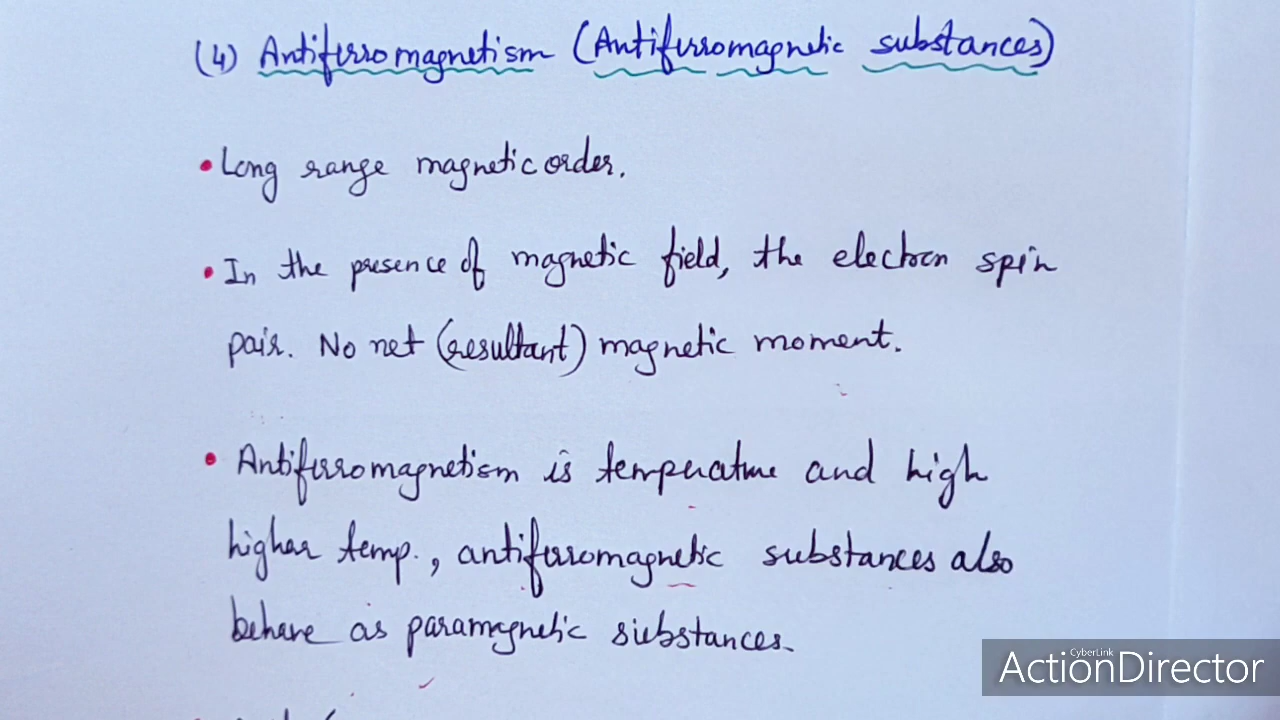 (4) Antiferromagnetism (Antiferromagnetic substances)
• Long range magnetic order.
• In the presence of magnetic field, the electron spin
pair. No net (resultant) magnetic moment.
• Antiferromagnetism is temperature and high
higher temp., antiferromagnetic substances also
behave as paramagnetic substances.
CyberLink
ActionDirector